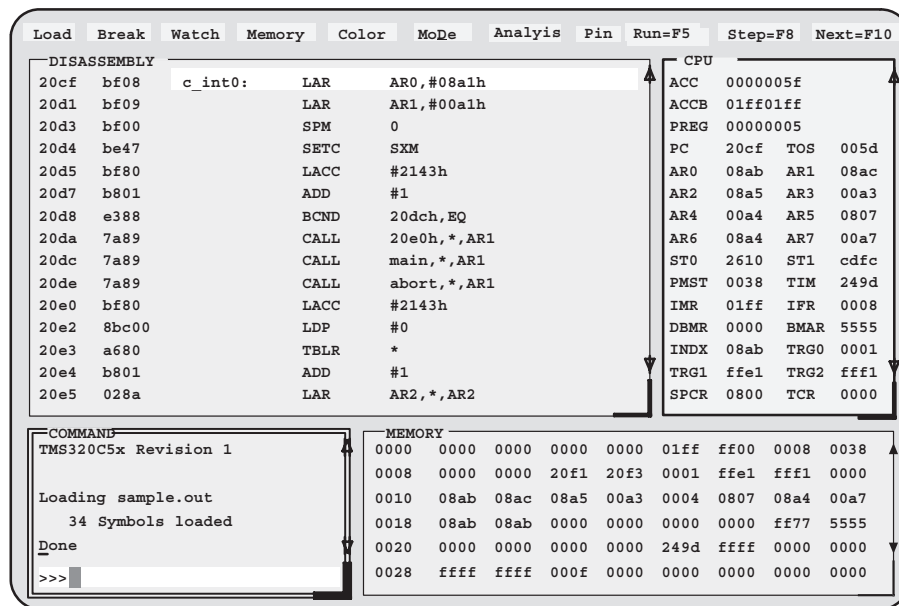 Load Break Watch Memory Color MoDe Analyis Pin Run=F5 Step=F8 Next=F10
DISASSEMBLY
20cf bf08 c_int0: LAR AR0,#08a1h
20d1 bf09 LAR AR1,#00a1h
20d3 bf00 SPM 0
20d4 be47 SETC SXM
20d5 bf80 LACC #2143h
20d7 b801 ADD #1
20d8 e388 BCND 20dch,EQ
20da 7a89 CALL 20e0h,*,AR1
20dc 7a89 CALL main,*,AR1
20de 7a89 CALL abort,*,AR1
20e0 bf80 LACC #2143h
20e2 8bc00 LDP #0
20e3 a680 TBLR *
20e4 b801 ADD #1
20e5 028a LAR AR2,*,AR2
CPU
ACC 0000005f
ACCB 01ff01ff
PREG 00000005
PC 20cf TOS 005d
AR0 08ab AR1 08ac
AR2 08a5 AR3 00a3
AR4 00a4 AR5 0807
AR6 08a4 AR7 00a7
ST0 2610 ST1 cdfc
PMST 0038 TIM 249d
IMR 01ff IFR 0008
DBMR 0000 BMAR 5555
INDX 08ab TRG0 0001
TRG1 ffe1 TRG2 fff1
SPCR 0800 TCR 0000
COMMAND
TMS320C5x Revision 1
Loading sample.out
34 Symbols loaded
Done
>>>
MEMORY
0000 0000 0000 0000 0000 01ff ff00 0008 0038
0008 0000 0000 20f1 20f3 0001 ffe1 fff1 0000
0010 08ab 08ac 08a5 00a3 0004 0807 08a4 00a7
0018 08ab 08ab 0000 0000 0000 0000 ff77 5555
0020 0000 0000 0000 0000 249d ffff 0000 0000
0028 ffff ffff 000f 0000 0000 0000 0000 0000